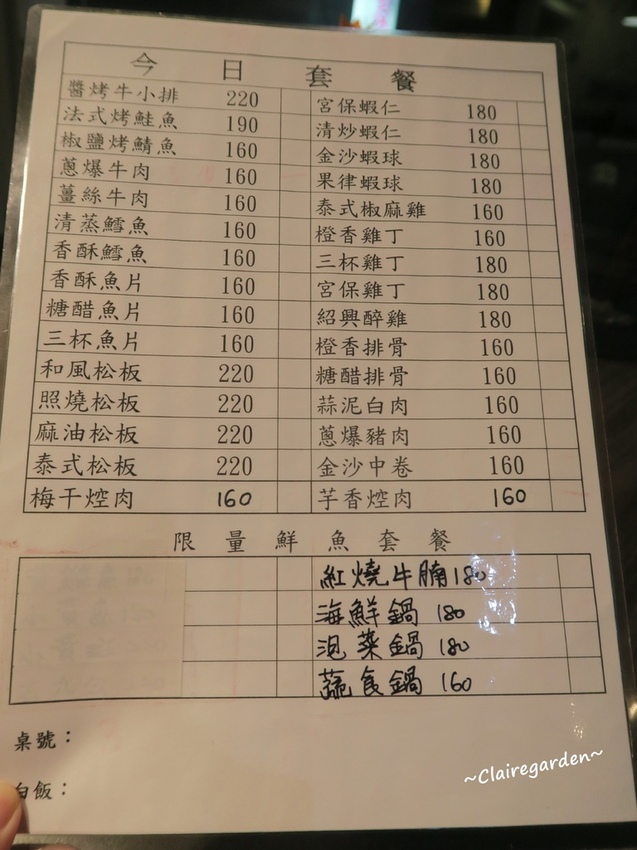 今日套餐
醬烤牛小排 220 宮保蝦仁 180
法式烤鮭魚 190 清炒蝦仁 180
椒鹽烤鯖魚 160 金沙蝦球 180
蔥爆牛肉 160 果律蝦球 180
薑絲牛肉 160 泰式椒麻雞 160
清蒸鱈魚 160 橙香雞丁 160
香酥鱈魚 160 三杯雞丁 180
香酥魚片 160 宮保雞丁 180
糖醋魚片 160 紹興醉雞 180
三杯魚片 160 橙香排骨 160
和風松板 220 糖醋排骨 160
照燒松板 220 蒜泥白肉 160
麻油松板 220 蔥爆豬肉 160
泰式松板 220 金沙中卷 160
梅干焢肉 160 芋香焢肉 160
限量鮮魚套餐
紅燒牛腩 180
海鮮鍋 180
泡菜鍋 180
蔬食鍋 160
桌號：
白飯：
~Clairegarden~